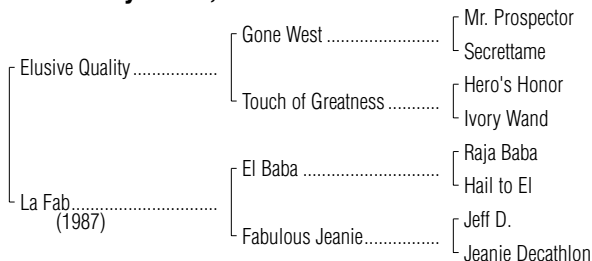 Mr. Prospector
Gone West ..................
Secrettame
Elusive Quality .................
Hero's Honor
Touch of Greatness ...........
Ivory Wand
Raja Baba
El Baba ......................
Hail to El
La Fab.............................
(1987)
Jeff D.
Fabulous Jeanie................
Jeanie Decathlon